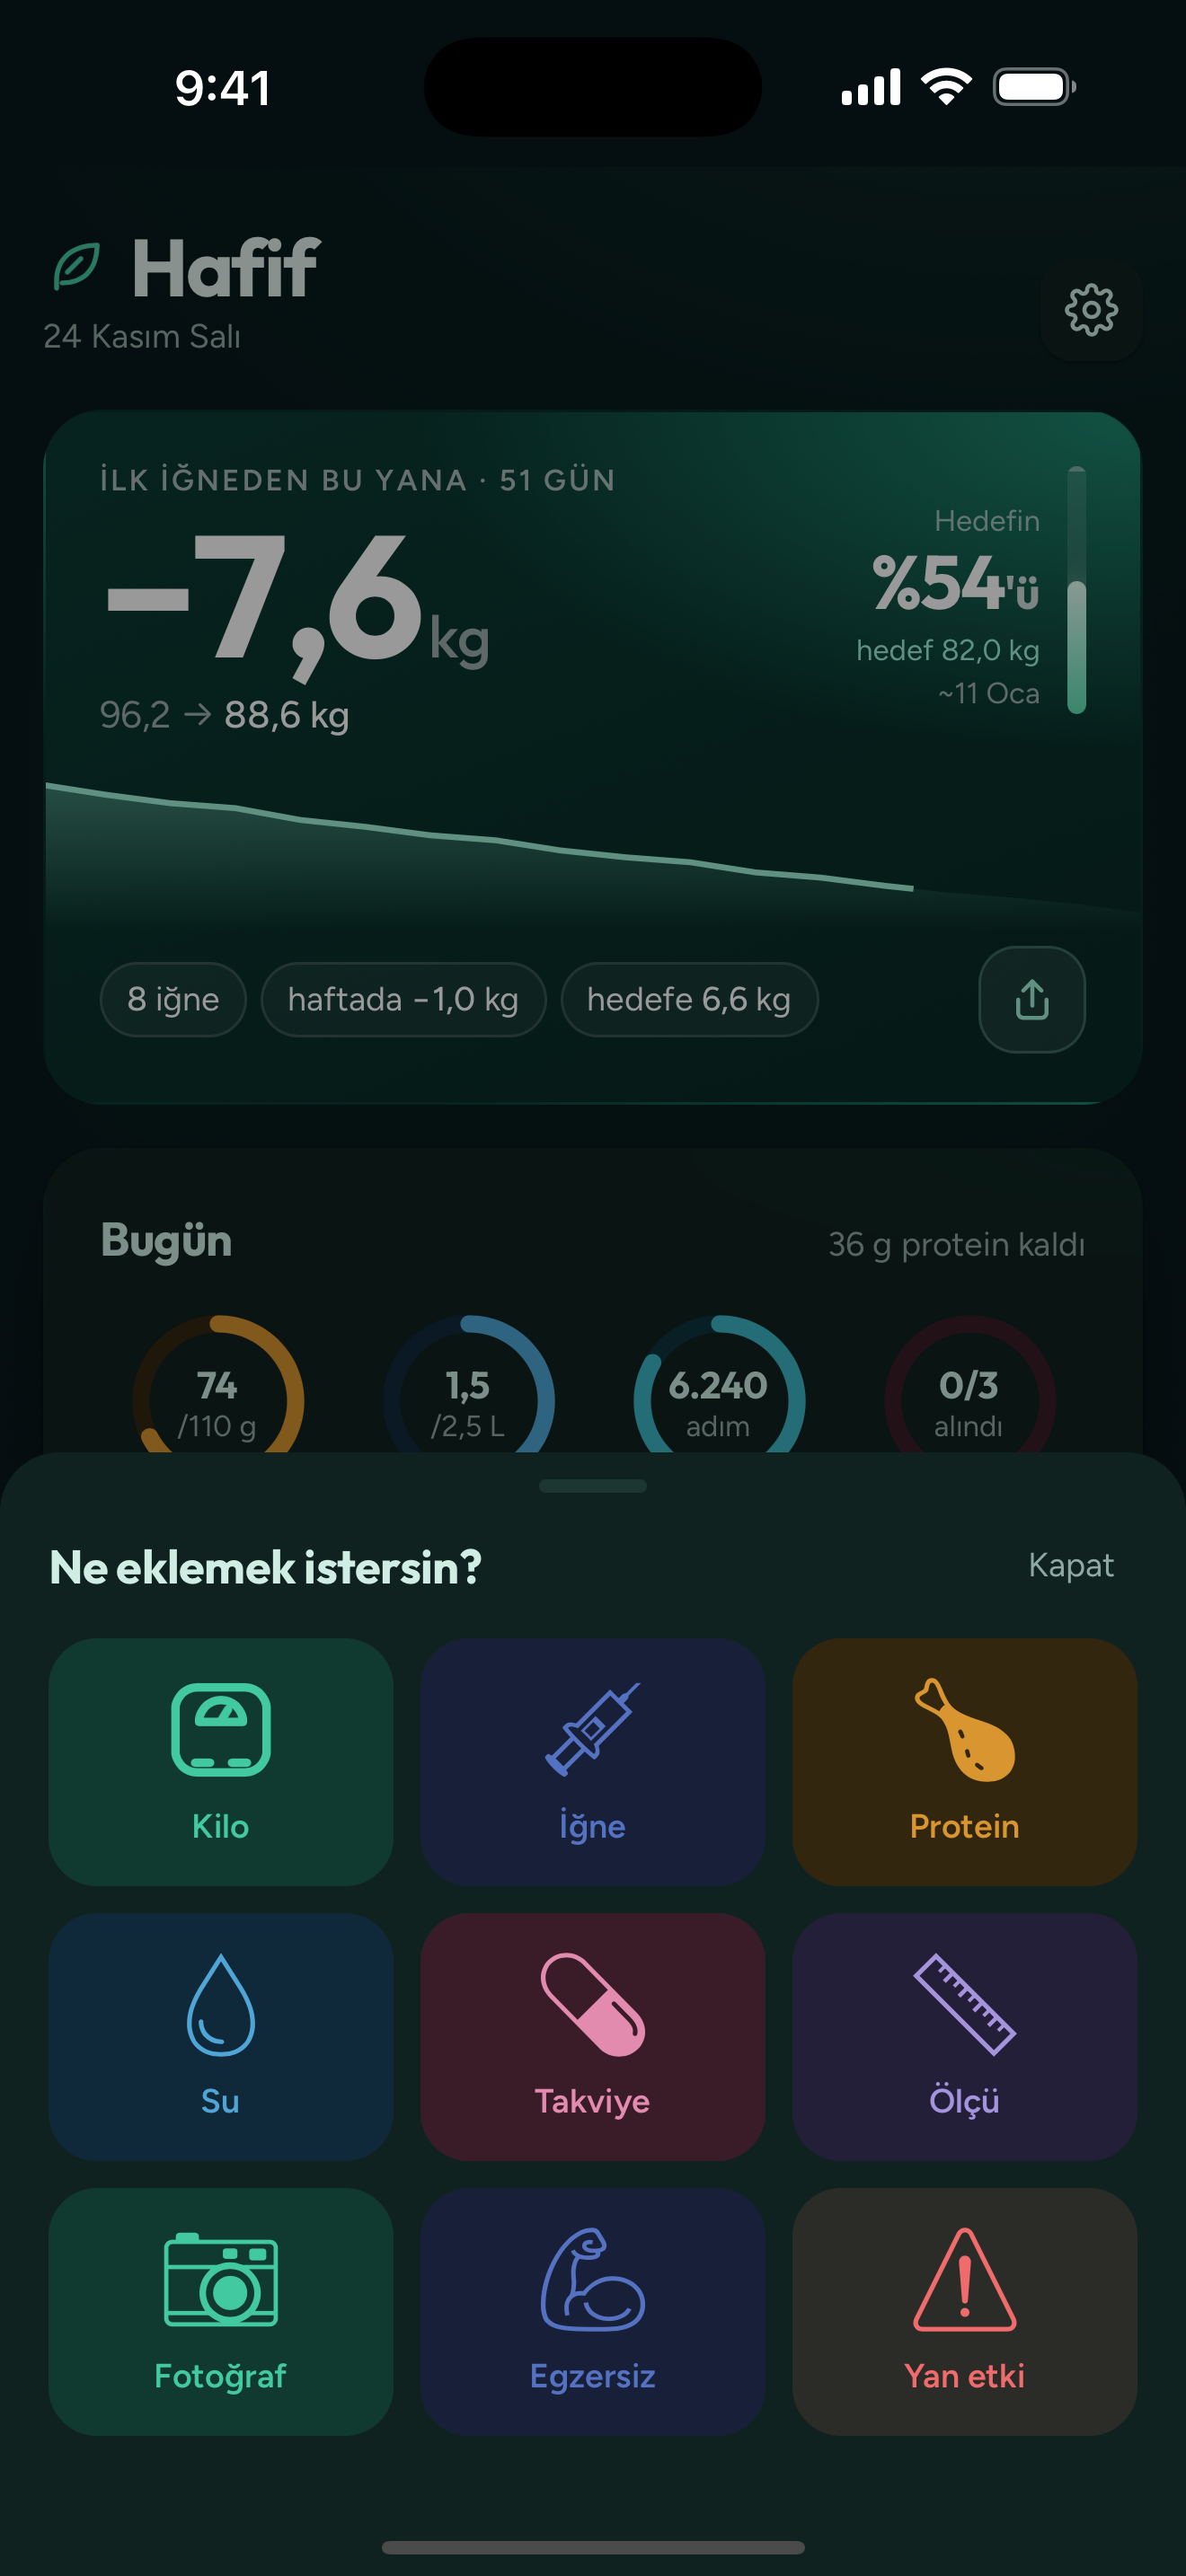 9:41
Hafif
24 Kasım Salı
İLK İĞNEDEN BU YANA · 51 GÜN
−7,6 kg
96,2 → 88,6 kg
Hedefin
%54'ü
hedef 82,0 kg
~11 Oca
8 iğne
haftada −1,0 kg
hedefe 6,6 kg
Bugün
36 g protein kaldı
74
/110 g
1,5
/2,5 L
6.240
adım
0/3
alındı
Ne eklemek istersin?
Kapat
Kilo
İğne
Protein
Su
Takviye
Ölçü
Fotoğraf
Egzersiz
Yan etki